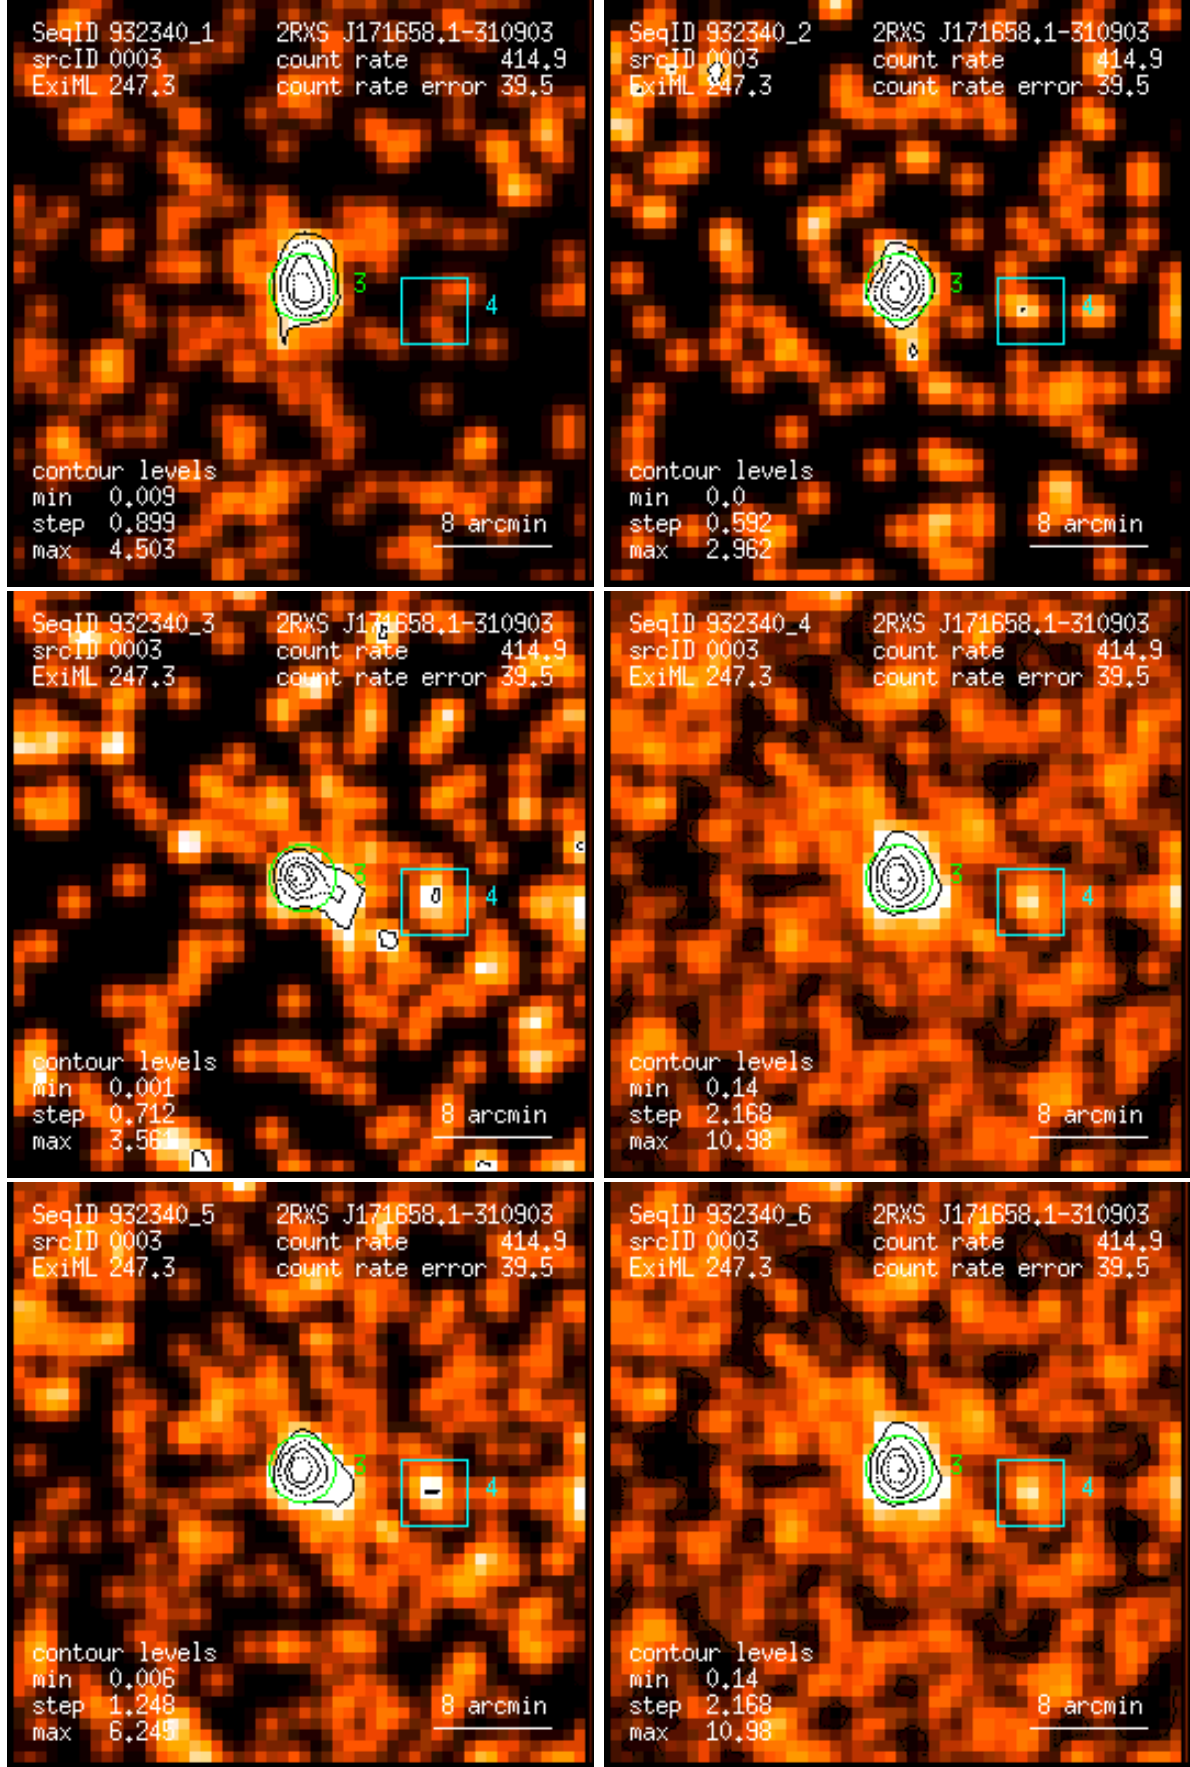 SeqID 932340_1 2RXS J171658.1-310903
srcID 0003 count rate 414.9
ExiML 247.3 count rate error 39.5
3
4
contour levels
min 0.009
step 0.899 8 arcmin
max 4.503
SeqID 932340_2 2RXS J171658.1-310903
srcID 0003 count rate 414.9
ExiML 247.3 count rate error 39.5
3
4
contour levels
min 0.0
step 0.592 8 arcmin
max 2.962
SeqID 932340_3 2RXS J171658.1-310903
srcID 0003 count rate 414.9
ExiML 247.3 count rate error 39.5
3
4
contour levels
min 0.001
step 0.712 8 arcmin
max 3.561
SeqID 932340_4 2RXS J171658.1-310903
srcID 0003 count rate 414.9
ExiML 247.3 count rate error 39.5
3
4
contour levels
min 0.14
step 2.168 8 arcmin
max 10.98
SeqID 932340_5 2RXS J171658.1-310903
srcID 0003 count rate 414.9
ExiML 247.3 count rate error 39.5
3
4
contour levels
min 0.006
step 1.248 8 arcmin
max 6.245
SeqID 932340_6 2RXS J171658.1-310903
srcID 0003 count rate 414.9
ExiML 247.3 count rate error 39.5
3
4
contour levels
min 0.14
step 2.168 8 arcmin
max 10.98